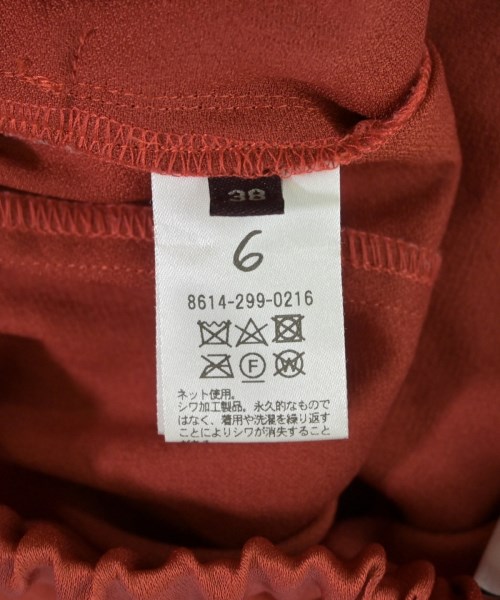 38
6
8614-299-0216
F W
ネット使用。
シワ加工製品。永久的なもので
はなく、着用や洗濯を繰り返す
ことによりシワが消失すること